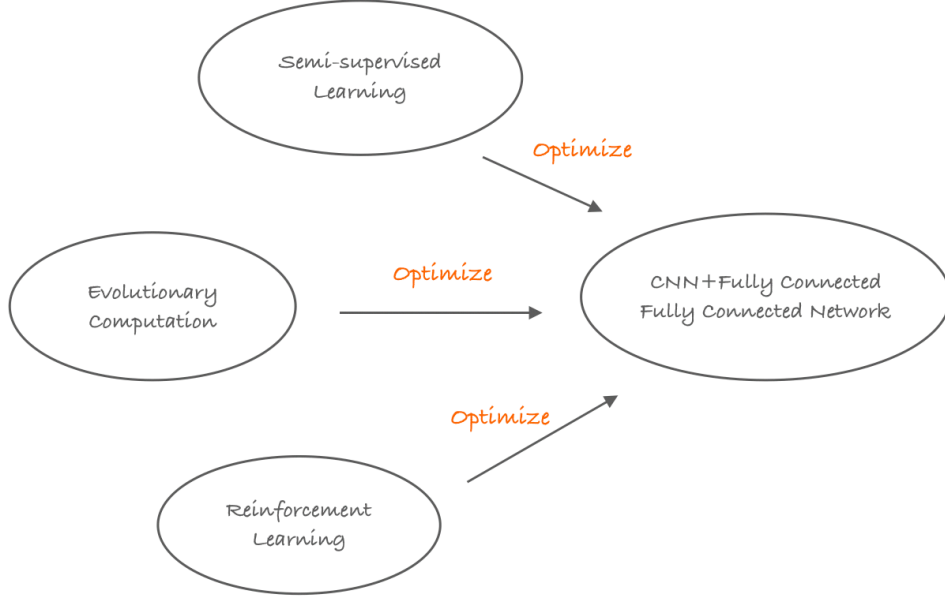 Semi-supervised
Learning
Optimize
Evolutionary
Computation
Optimize
CNN+Fully Connected
Fully Connected Network
Optimize
Reinforcement
Learning